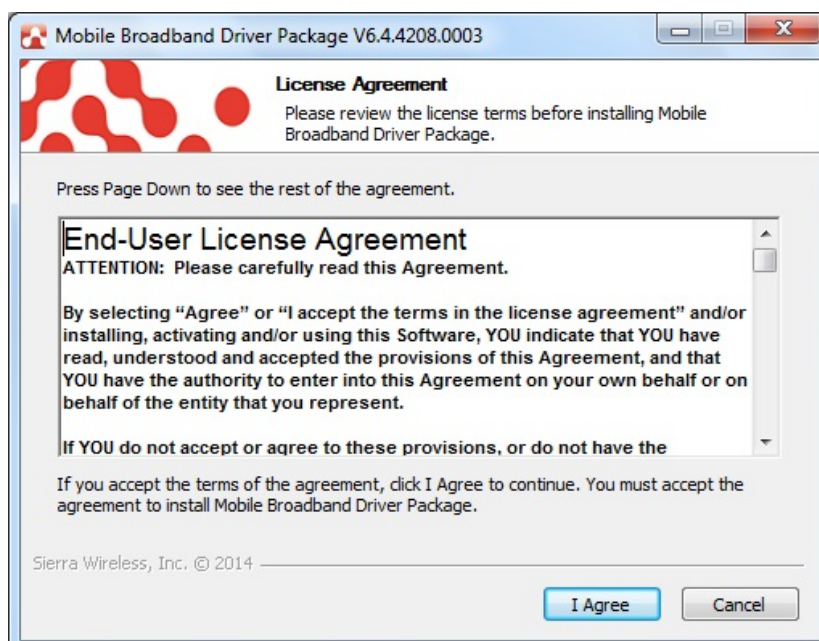 Mobile Broadband Driver Package V6.4.4208.0003
License Agreement
Please review the license terms before installing Mobile
Broadband Driver Package.
Press Page Down to see the rest of the agreement.
End-User License Agreement
ATTENTION:  Please carefully read this Agreement.
By selecting “Agree” or “I accept the terms in the license agreement” and/or
installing, activating and/or using this Software, YOU indicate that YOU have
read, understood and accepted the provisions of this Agreement, and that
YOU have the authority to enter into this Agreement on your own behalf or on
behalf of the entity that you represent.
If YOU do not accept or agree to these provisions, or do not have the
If you accept the terms of the agreement, click I Agree to continue. You must accept the
agreement to install Mobile Broadband Driver Package.
Sierra Wireless, Inc. © 2014
I Agree
Cancel